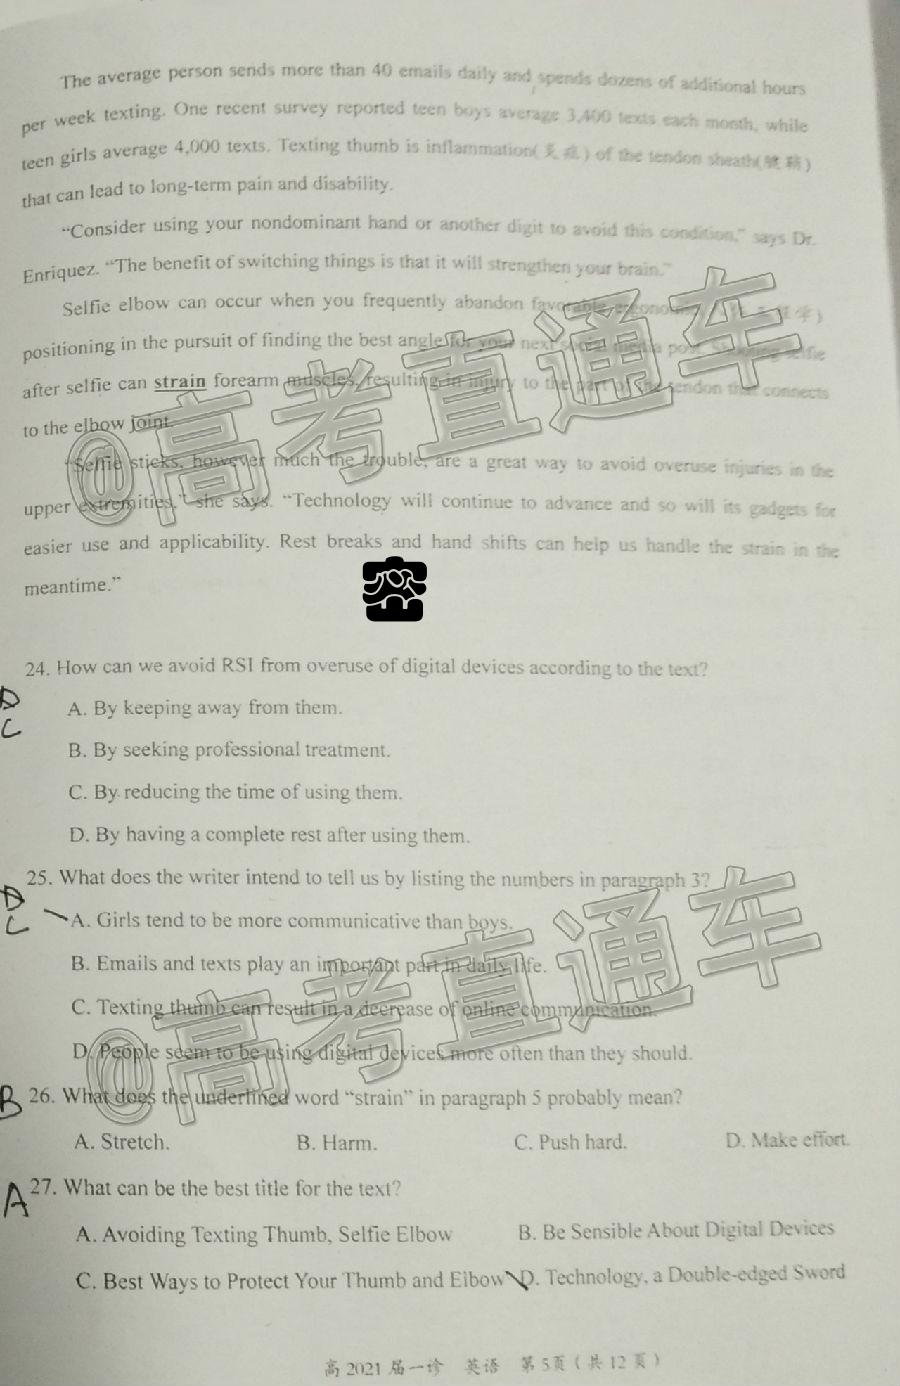 The average person sends more than 40 emails daily and spends dozens of additional hours
per week texting. One recent survey reported teen boys average 3,400 texts each month, while
teen girls average 4,000 texts. Texting thumb is inflammation(炎症) of the tendon sheath(腱鞘)
that can lead to long-term pain and disability.
“Consider using your nondominant hand or another digit to avoid this condition,” says Dr.
Enriquez. “The benefit of switching things is that it will strengthen your brain.”
Selfie elbow can occur when you frequently abandon favorable
positioning in the pursuit of finding the best angle for your next social media post. Shooting selfie
after selfie can strain forearm muscles, resulting in injury to the part of the tendon that connects
to the elbow joint.
“Selfie sticks, however much the trouble, are a great way to avoid overuse injuries in the
upper extremities,” she says. “Technology will continue to advance and so will its gadgets for
easier use and applicability. Rest breaks and hand shifts can help us handle the strain in the
meantime.”
密
24. How can we avoid RSI from overuse of digital devices according to the text?
D
A. By keeping away from them.
C
B. By seeking professional treatment.
C. By reducing the time of using them.
D. By having a complete rest after using them.
25. What does the writer intend to tell us by listing the numbers in paragraph 3?
D
A. Girls tend to be more communicative than boys.
C
B. Emails and texts play an important part in daily life.
C. Texting thumb can result in a decrease of online communication.
D. People seem to be using digital devices more often than they should.
B 26. What does the underlined word “strain” in paragraph 5 probably mean?
A. Stretch. B. Harm. C. Push hard. D. Make effort.
A 27. What can be the best title for the text?
A. Avoiding Texting Thumb, Selfie Elbow B. Be Sensible About Digital Devices
C. Best Ways to Protect Your Thumb and Elbow D. Technology, a Double-edged Sword
高 2021 届一诊 英语 第 5页（共 12 页）
@高考直通车
@高考直通车